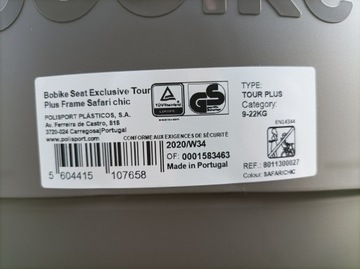 Bobike Seat Exclusive Tour
Plus Frame Safari chic
POLISPORT PLÁSTICOS, S.A.
Av. Ferreira de Castro, 818
3720-024 Carregosa|Portugal
www.polisport.com
CONFORME AUX EXIGENCES DE SÉCURITÉ
2020/W34
OF: 0001583463
Made in Portugal
5 604415 107658
GS
TYPE:
TOUR PLUS
Category:
9-22KG
EN14344
REF.: 8011300027
Colour: SAFARICHIC